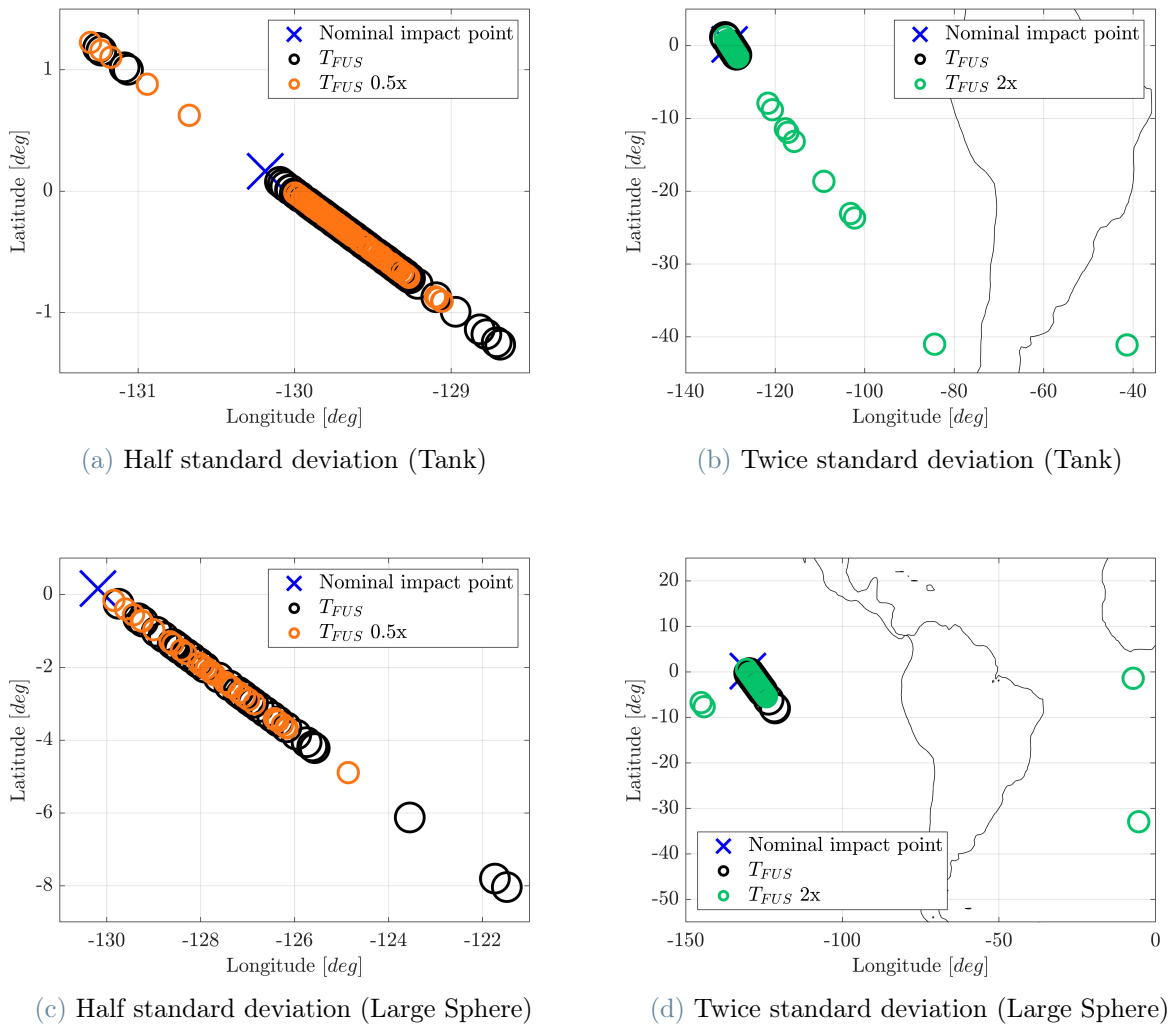 Nominal impact point
T_FUS
T_FUS 0.5x
1
0
-1
-131
-130
-129
Latitude [deg]
Longitude [deg]
(a) Half standard deviation (Tank)
Nominal impact point
T_FUS
T_FUS 2x
0
-10
-20
-30
-40
-140
-120
-100
-80
-60
-40
Latitude [deg]
Longitude [deg]
(b) Twice standard deviation (Tank)
Nominal impact point
T_FUS
T_FUS 0.5x
0
-2
-4
-6
-8
-130
-128
-126
-124
-122
Latitude [deg]
Longitude [deg]
(c) Half standard deviation (Large Sphere)
20
10
0
-10
-20
-30
-40
-50
Nominal impact point
T_FUS
T_FUS 2x
-150
-100
-50
0
Latitude [deg]
Longitude [deg]
(d) Twice standard deviation (Large Sphere)